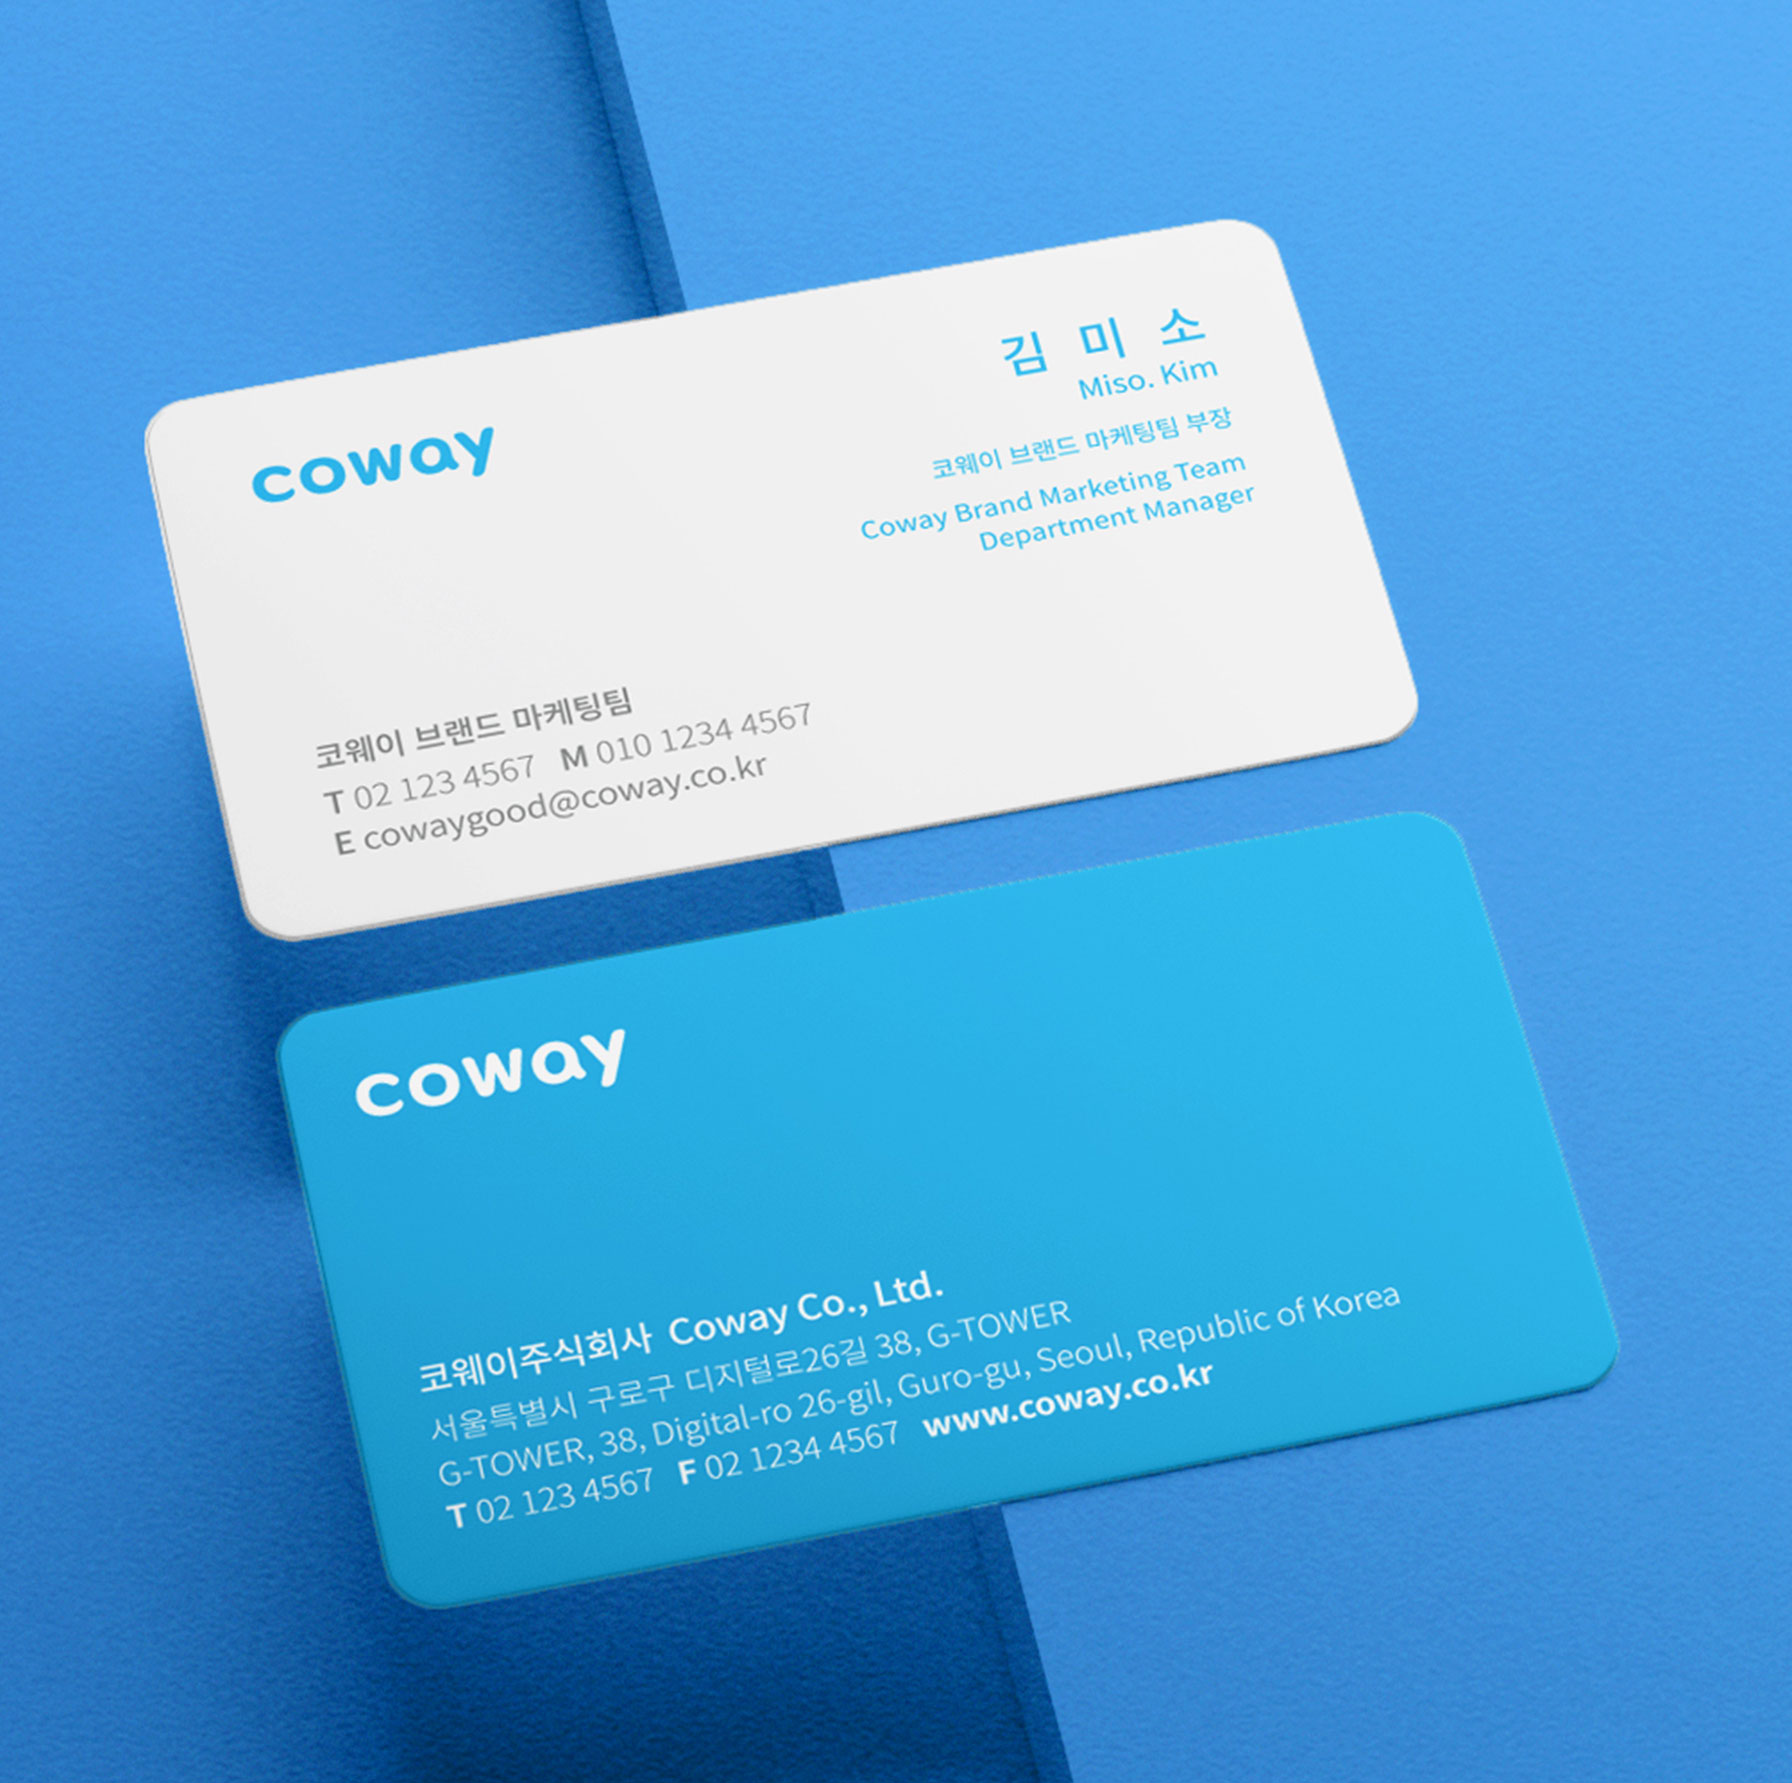 coway
김 미 소
Miso. Kim
코웨이 브랜드 마케팅팀 부장
Coway Brand Marketing Team
Department Manager
코웨이 브랜드 마케팅팀
T 02 123 4567 M 010 1234 4567
E cowaygood@coway.co.kr
coway
코웨이주식회사 Coway Co., Ltd.
서울특별시 구로구 디지털로26길 38, G-TOWER
G-TOWER, 38, Digital-ro 26-gil, Guro-gu, Seoul, Republic of Korea
T 02 123 4567 F 02 1234 4567 www.coway.co.kr